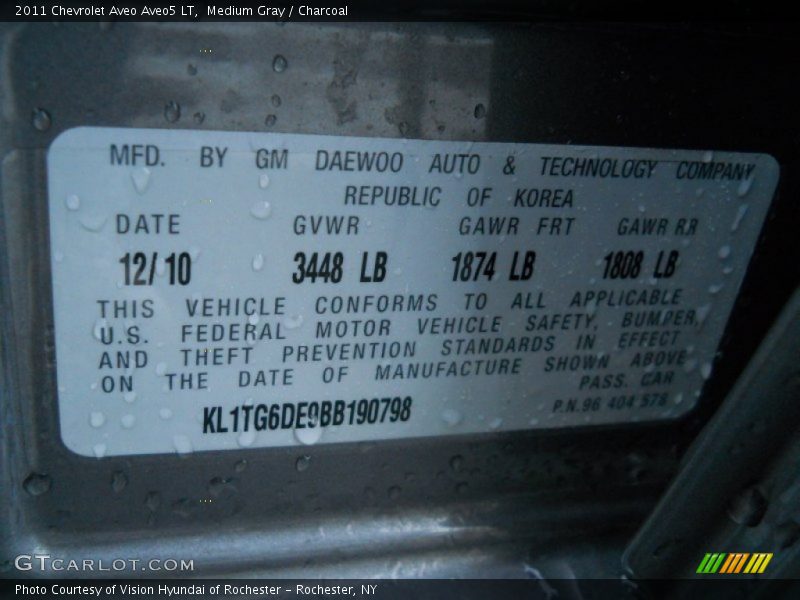 2011 Chevrolet Aveo Aveo5 LT, Medium Gray / Charcoal
MFD. BY GM DAEWOO AUTO & TECHNOLOGY COMPANY
REPUBLIC OF KOREA
DATE GVWR GAWR FRT GAWR RR
12/10 3448 LB 1874 LB 1808 LB
THIS VEHICLE CONFORMS TO ALL APPLICABLE
U.S. FEDERAL MOTOR VEHICLE SAFETY, BUMPER,
AND THEFT PREVENTION STANDARDS IN EFFECT
ON THE DATE OF MANUFACTURE SHOWN ABOVE
PASS. CAR
KL1TG6DE9BB190798
P.N.96 404 578
GTCARLOT.COM
Photo Courtesy of Vision Hyundai of Rochester - Rochester, NY